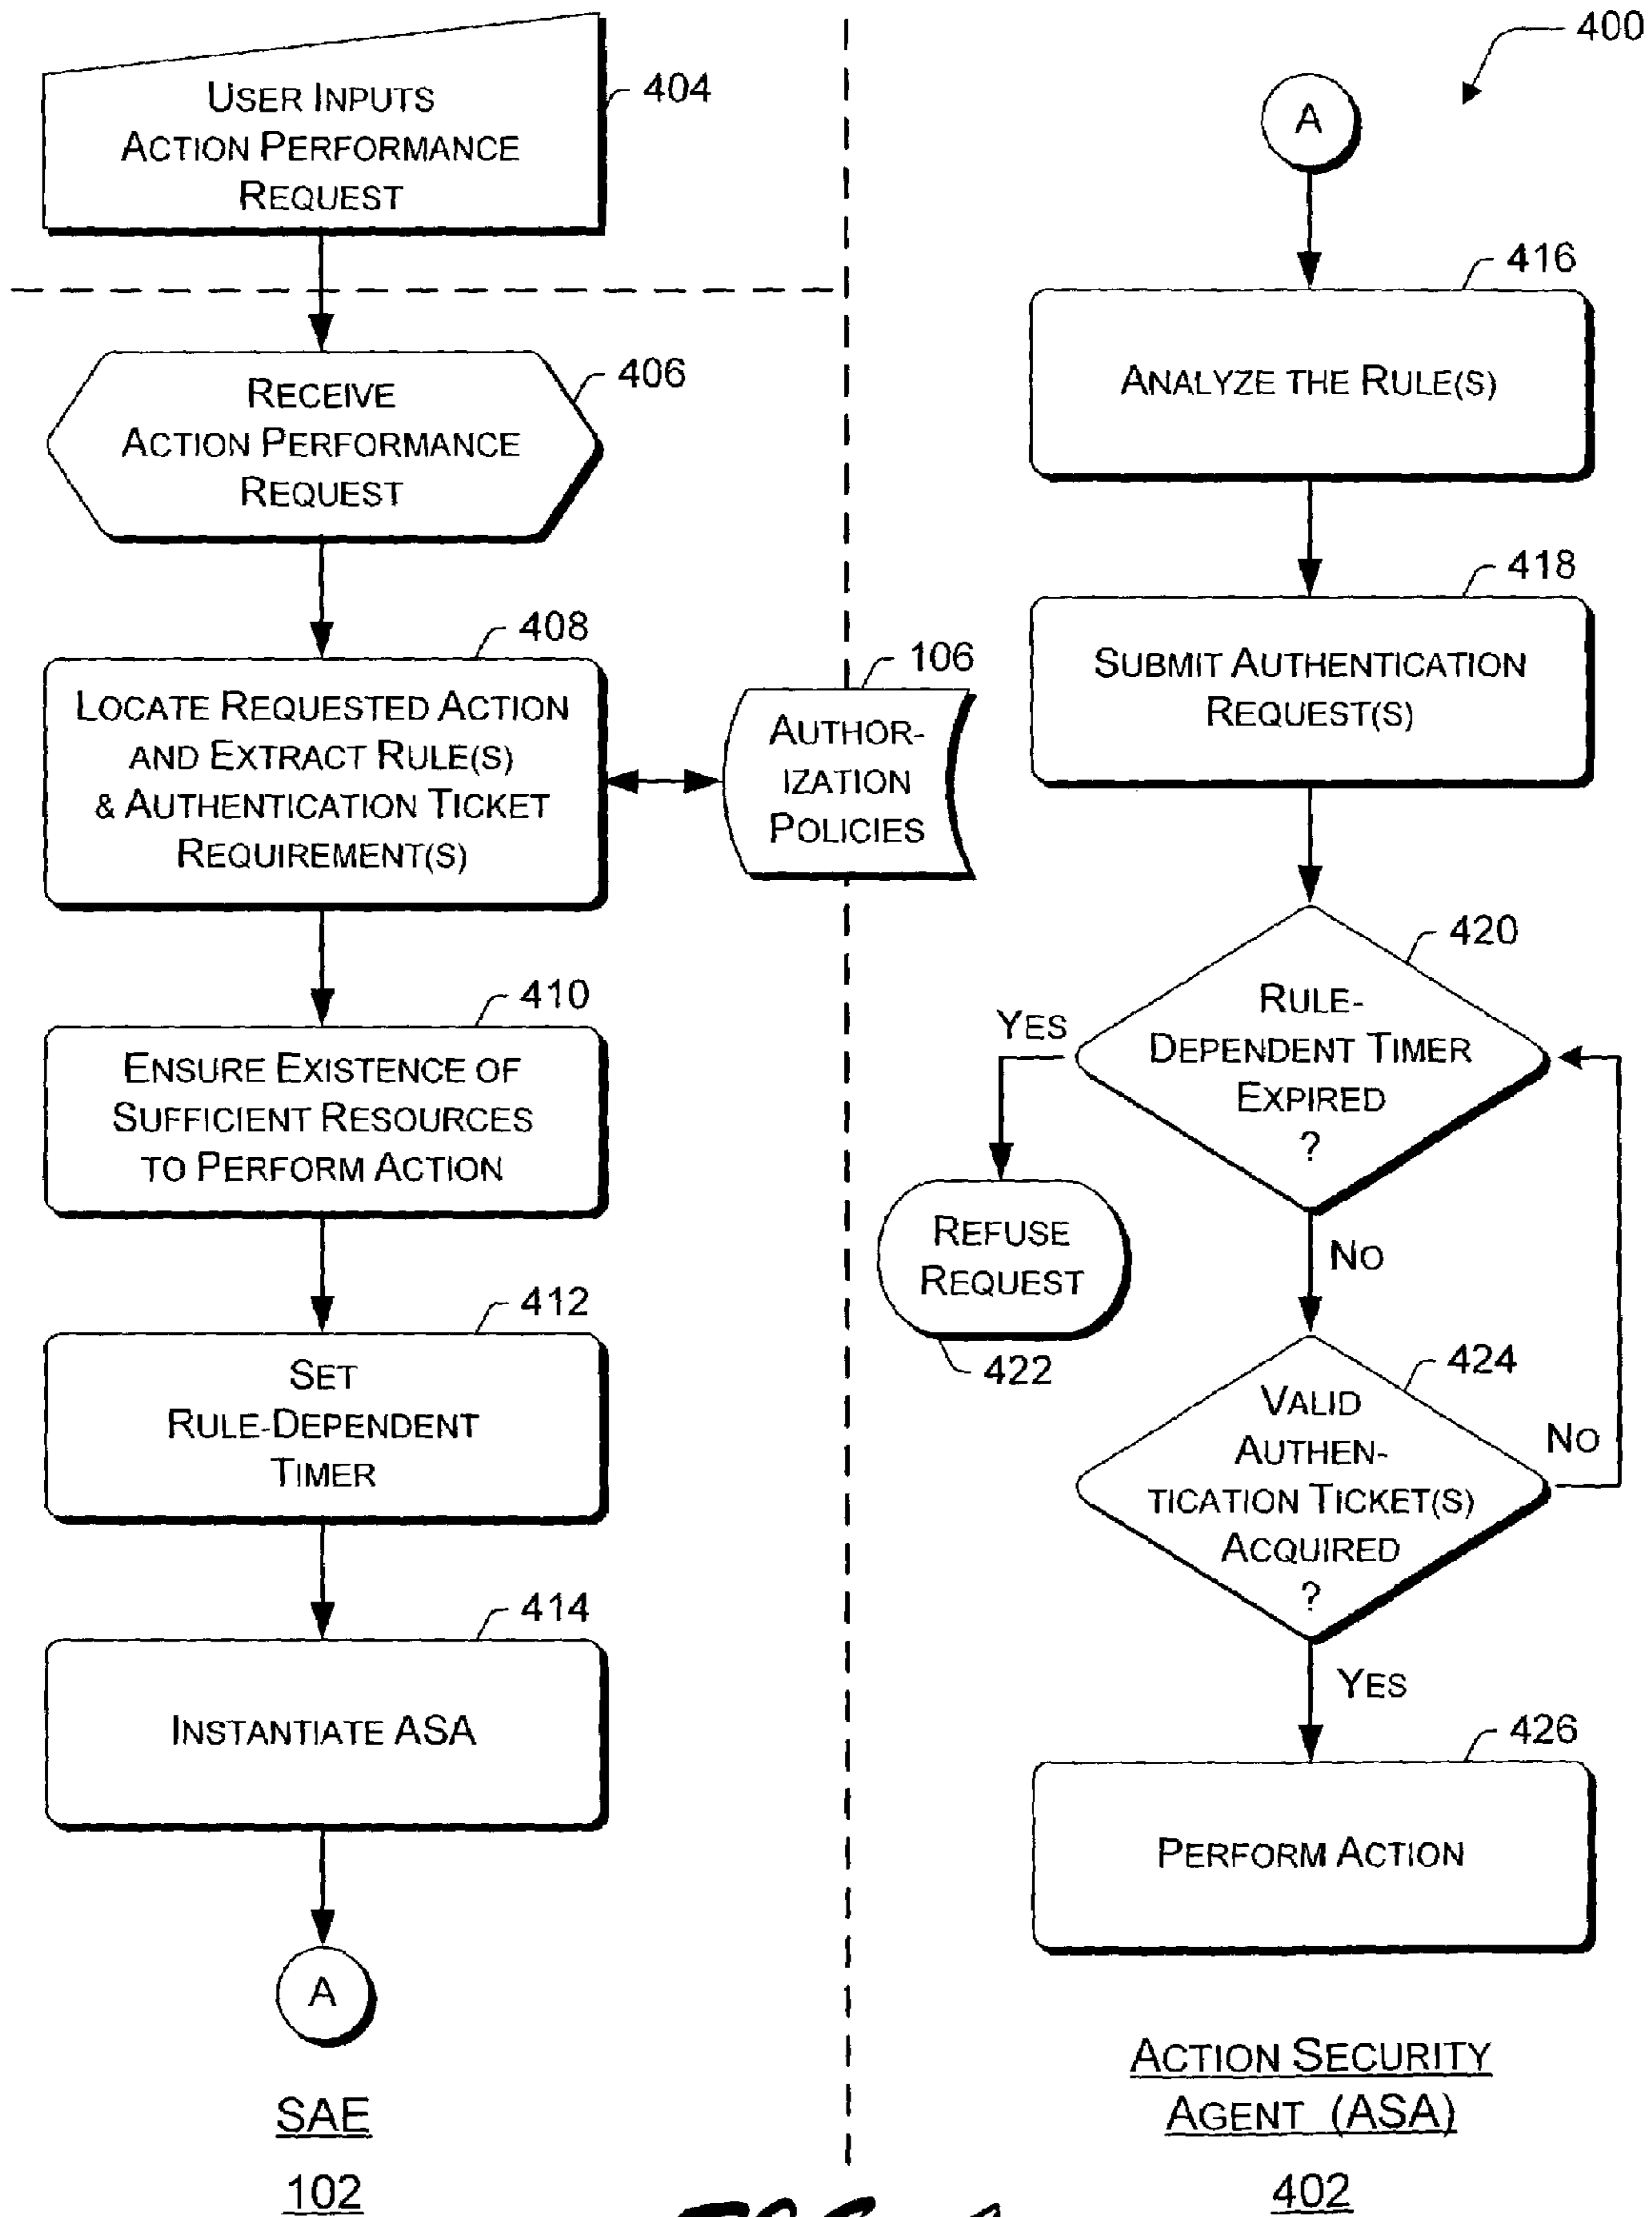 USER INPUTS
ACTION PERFORMANCE
REQUEST
404
RECEIVE
ACTION PERFORMANCE
REQUEST
406
408
LOCATE REQUESTED ACTION
AND EXTRACT RULE(S)
& AUTHENTICATION TICKET
REQUIREMENT(S)
106
AUTHOR-
IZATION
POLICIES
410
ENSURE EXISTENCE OF
SUFFICIENT RESOURCES
TO PERFORM ACTION
412
SET
RULE-DEPENDENT
TIMER
414
INSTANTIATE ASA
A
SAE
102
400
A
416
ANALYZE THE RULE(S)
418
SUBMIT AUTHENTICATION
REQUEST(S)
420
RULE-
DEPENDENT TIMER
EXPIRED
?
YES
REFUSE
REQUEST
422
NO
424
VALID
AUTHEN-
TICATION TICKET(S)
ACQUIRED
?
NO
YES
426
PERFORM ACTION
ACTION SECURITY
AGENT (ASA)
402